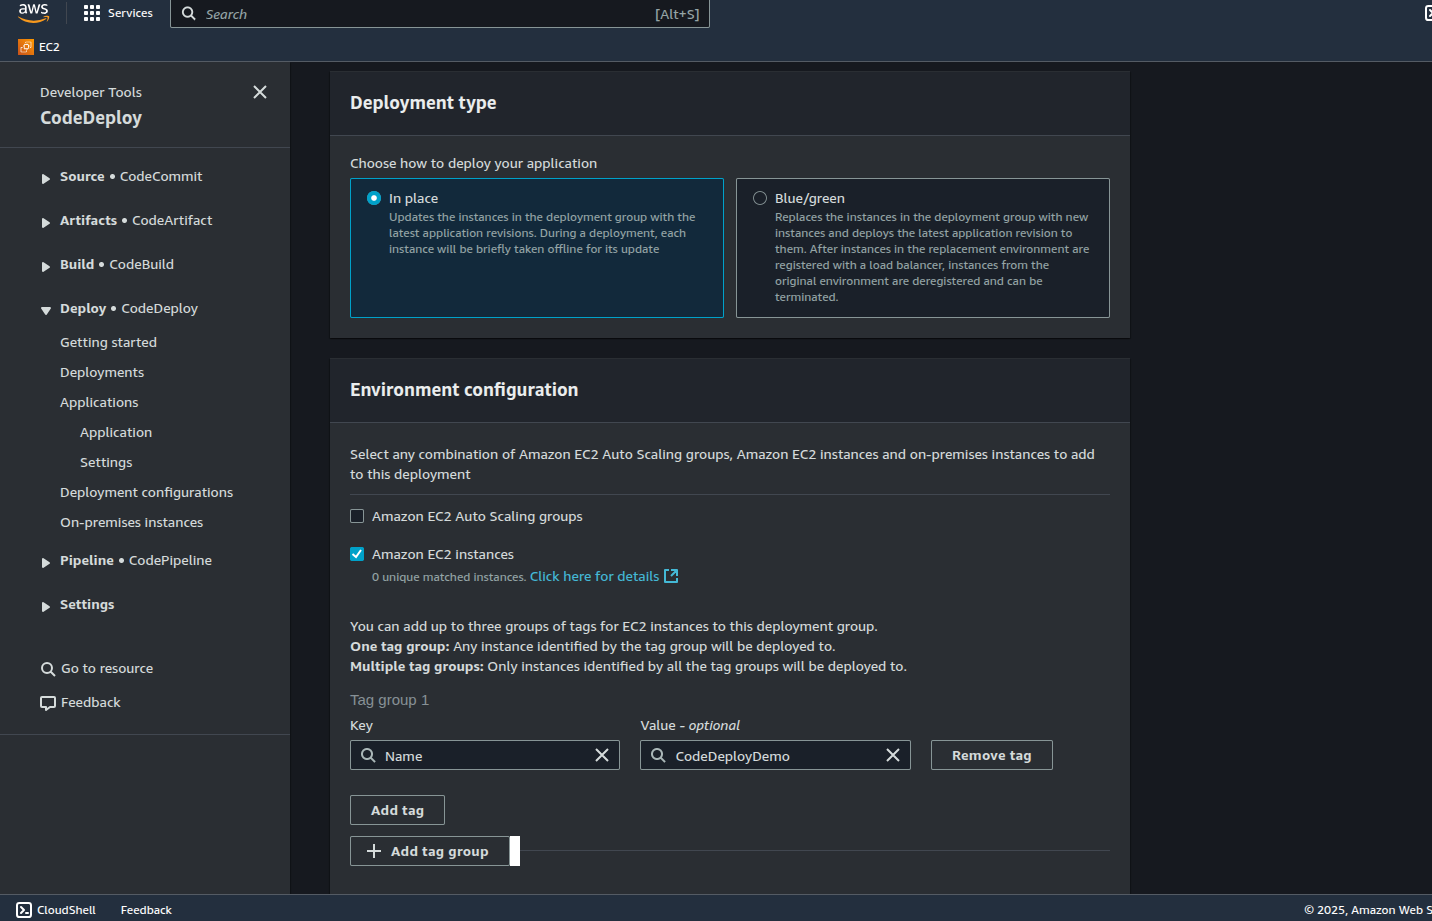 aws
Services
Search
[Alt+S]
EC2
Developer Tools
CodeDeploy
Source • CodeCommit
Artifacts • CodeArtifact
Build • CodeBuild
Deploy • CodeDeploy
Getting started
Deployments
Applications
Application
Settings
Deployment configurations
On-premises instances
Pipeline • CodePipeline
Settings
Go to resource
Feedback
Deployment type
Choose how to deploy your application
In place
Updates the instances in the deployment group with the
latest application revisions. During a deployment, each
instance will be briefly taken offline for its update
Blue/green
Replaces the instances in the deployment group with new
instances and deploys the latest application revision to
them. After instances in the replacement environment are
registered with a load balancer, instances from the
original environment are deregistered and can be
terminated.
Environment configuration
Select any combination of Amazon EC2 Auto Scaling groups, Amazon EC2 instances and on-premises instances to add
to this deployment
Amazon EC2 Auto Scaling groups
Amazon EC2 instances
0 unique matched instances. Click here for details
You can add up to three groups of tags for EC2 instances to this deployment group.
One tag group: Any instance identified by the tag group will be deployed to.
Multiple tag groups: Only instances identified by all the tag groups will be deployed to.
Tag group 1
Key
Value - optional
Name
CodeDeployDemo
Remove tag
Add tag
Add tag group
CloudShell
Feedback
© 2025, Amazon Web S